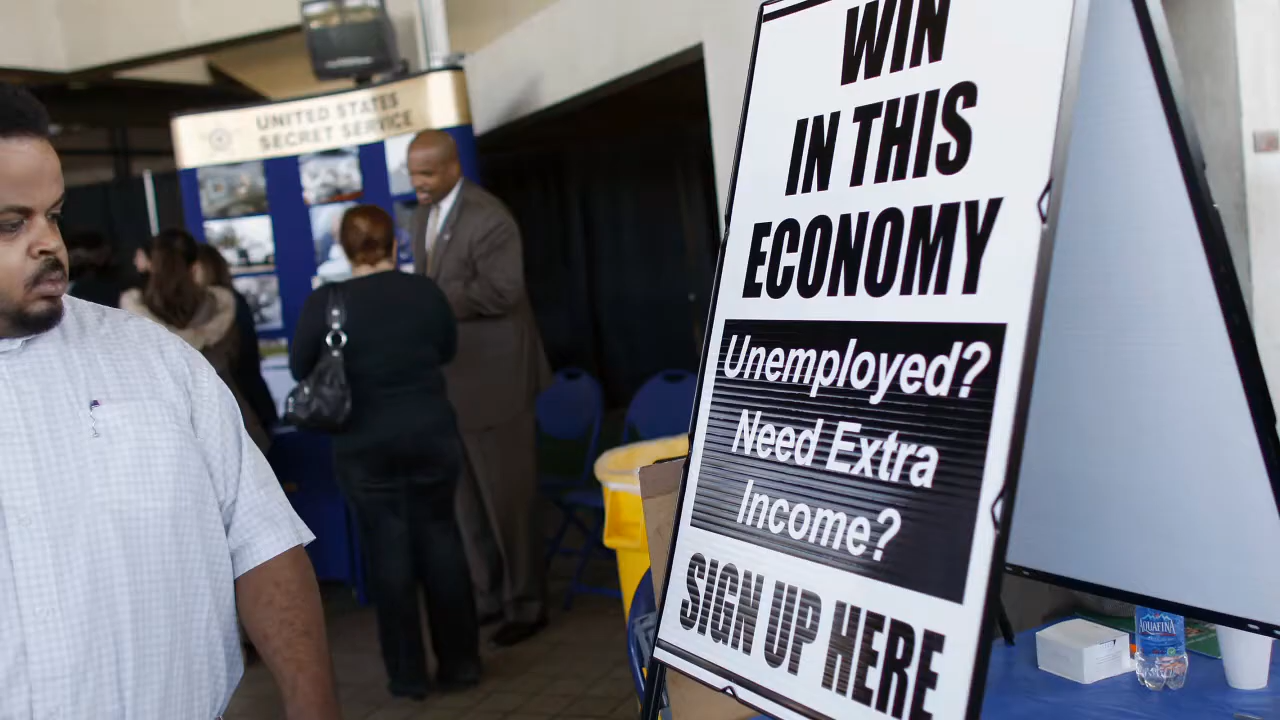 UNITED STATES
SECRET SERVICE
WIN
IN THIS
ECONOMY
Unemployed?
Need Extra
Income?
SIGN UP HERE
AQUAFINA